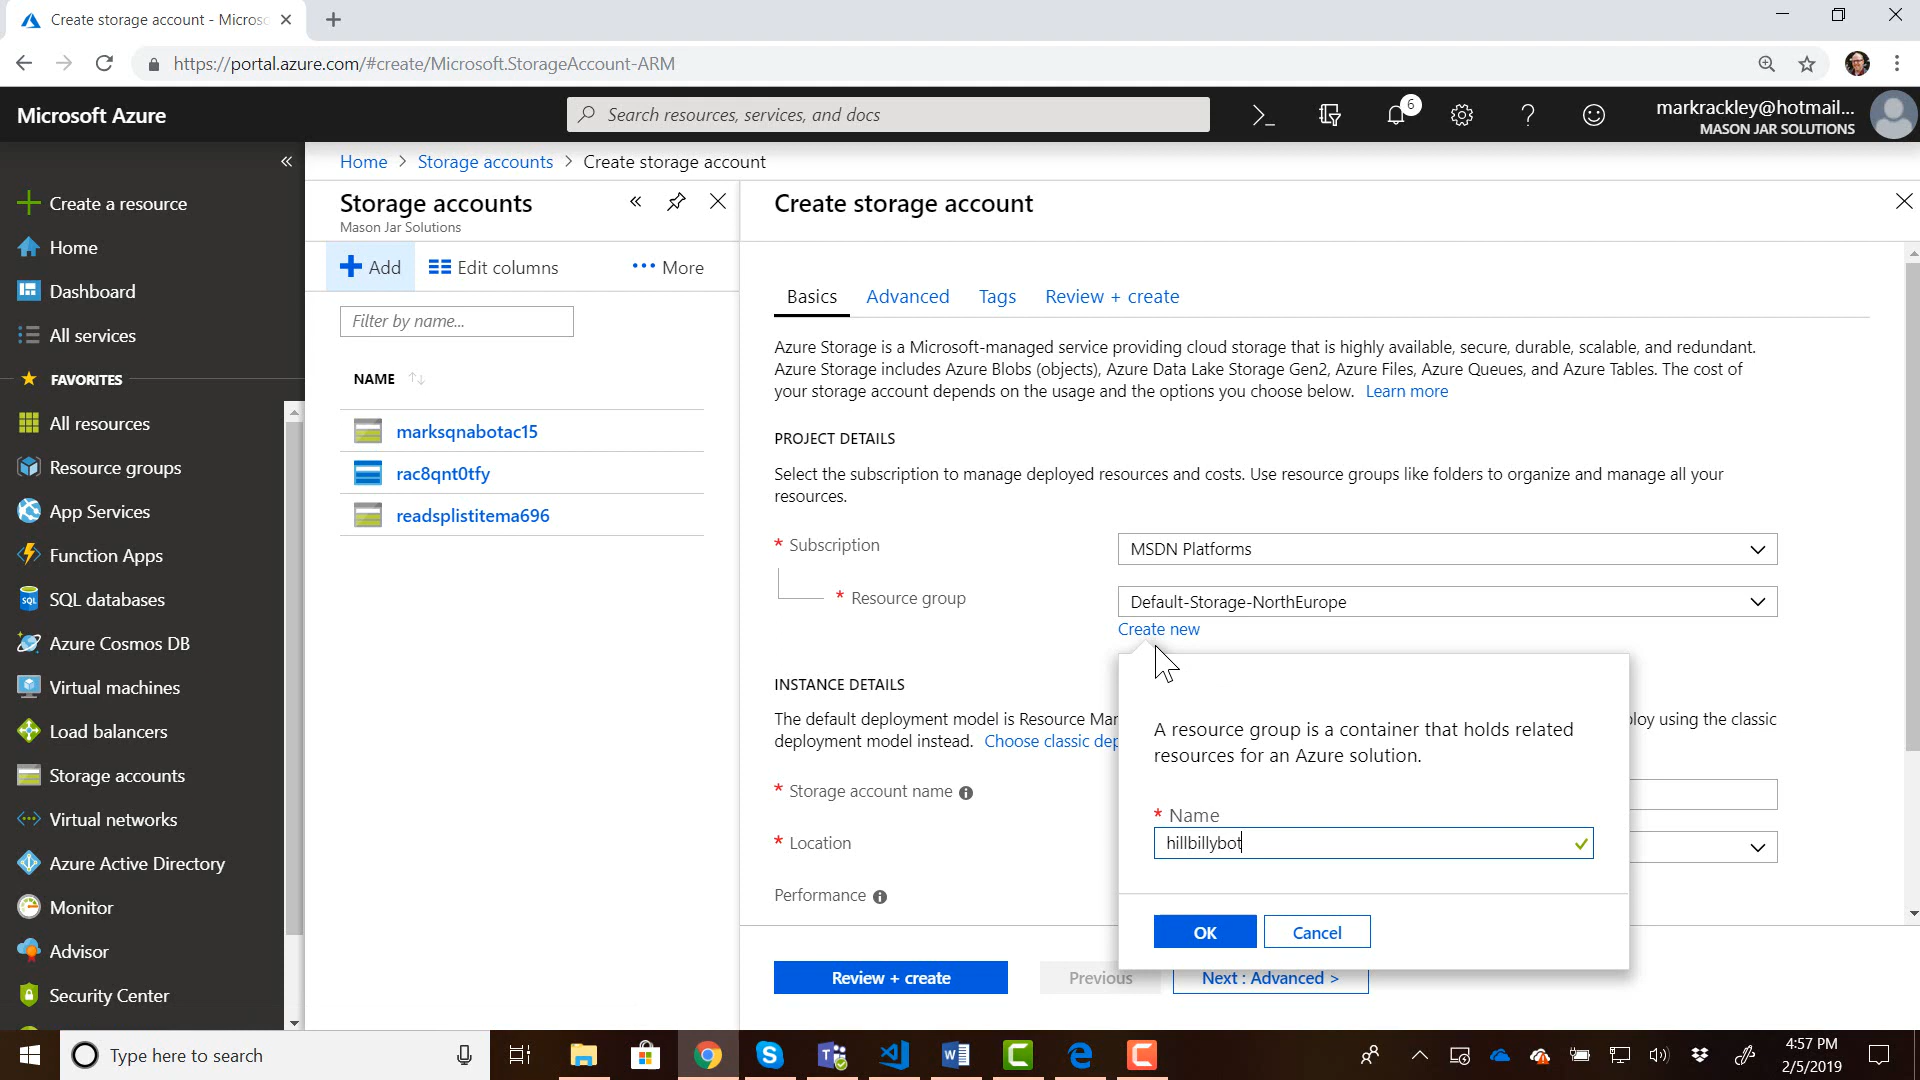 Create storage account - Micros
https://portal.azure.com/#create/Microsoft.StorageAccount-ARM
Microsoft Azure
Search resources, services, and docs
6
markrackley@hotmail...
MASON JAR SOLUTIONS
Create a resource
Home
Dashboard
All services
FAVORITES
All resources
Resource groups
App Services
Function Apps
SQL databases
Azure Cosmos DB
Virtual machines
Load balancers
Storage accounts
Virtual networks
Azure Active Directory
Monitor
Advisor
Security Center
Home > Storage accounts > Create storage account
Storage accounts
Mason Jar Solutions
Add
Edit columns
More
Filter by name...
NAME
marksqnabotac15
rac8qnt0tfy
readsplistitema696
Create storage account
Basics
Advanced
Tags
Review + create
Azure Storage is a Microsoft-managed service providing cloud storage that is highly available, secure, durable, scalable, and redundant.
Azure Storage includes Azure Blobs (objects), Azure Data Lake Storage Gen2, Azure Files, Azure Queues, and Azure Tables. The cost of
your storage account depends on the usage and the options you choose below. Learn more
PROJECT DETAILS
Select the subscription to manage deployed resources and costs. Use resource groups like folders to organize and manage all your
resources.
* Subscription
MSDN Platforms
* Resource group
Default-Storage-NorthEurope
Create new
INSTANCE DETAILS
The default deployment model is Resource Mar
loy using the classic
deployment model instead. Choose classic dep
* Storage account name
* Location
Performance
A resource group is a container that holds related
resources for an Azure solution.
* Name
hillbillybot
OK
Cancel
Review + create
Previous
Next : Advanced >
Type here to search
4:57 PM
2/5/2019